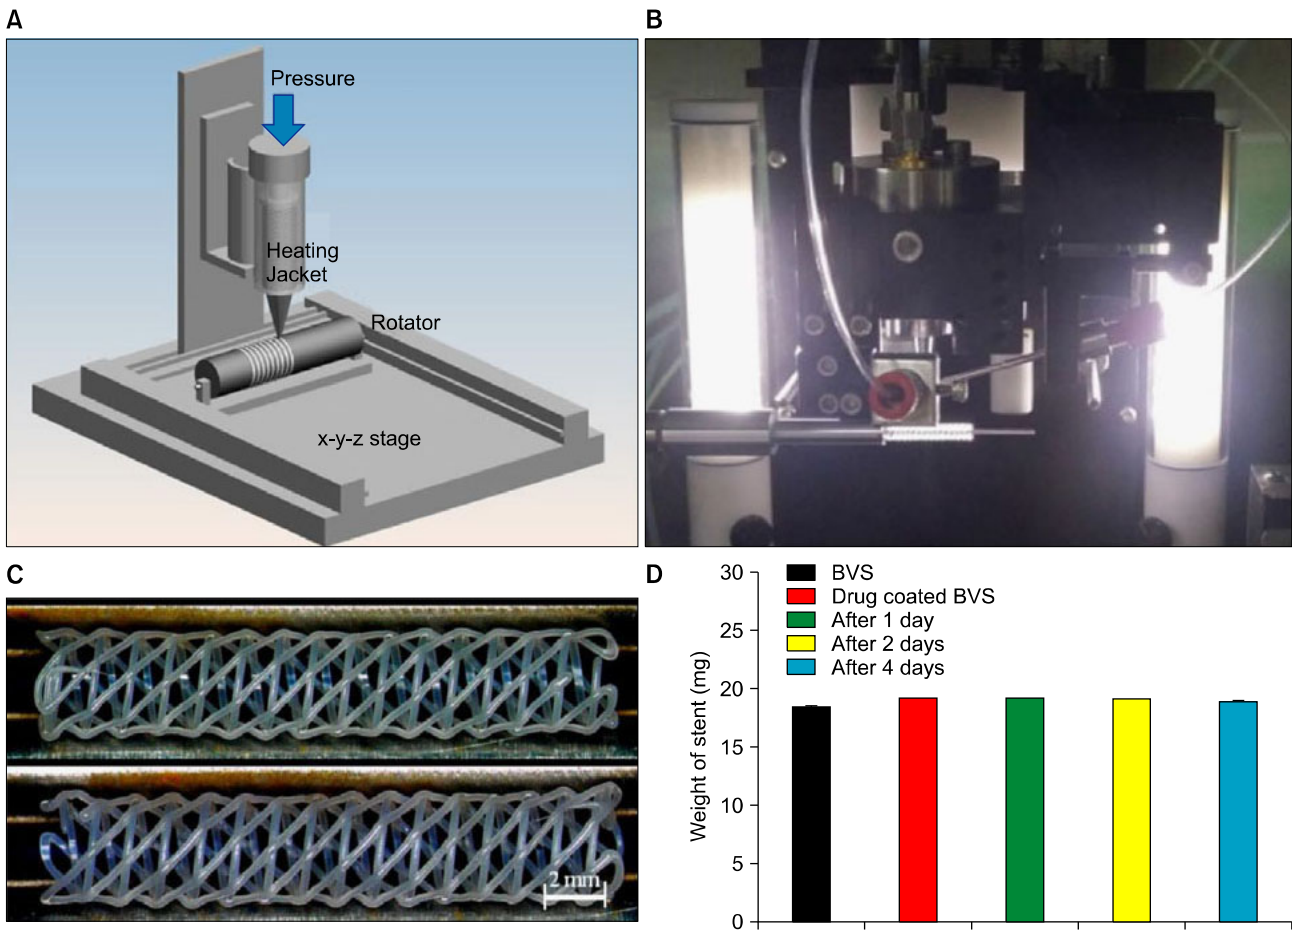 A
Pressure
Heating
Jacket
Rotator
x-y-z stage
B
C
2 mm
D
30
25
20
15
10
5
0
Weight of stent (mg)
BVS
Drug coated BVS
After 1 day
After 2 days
After 4 days